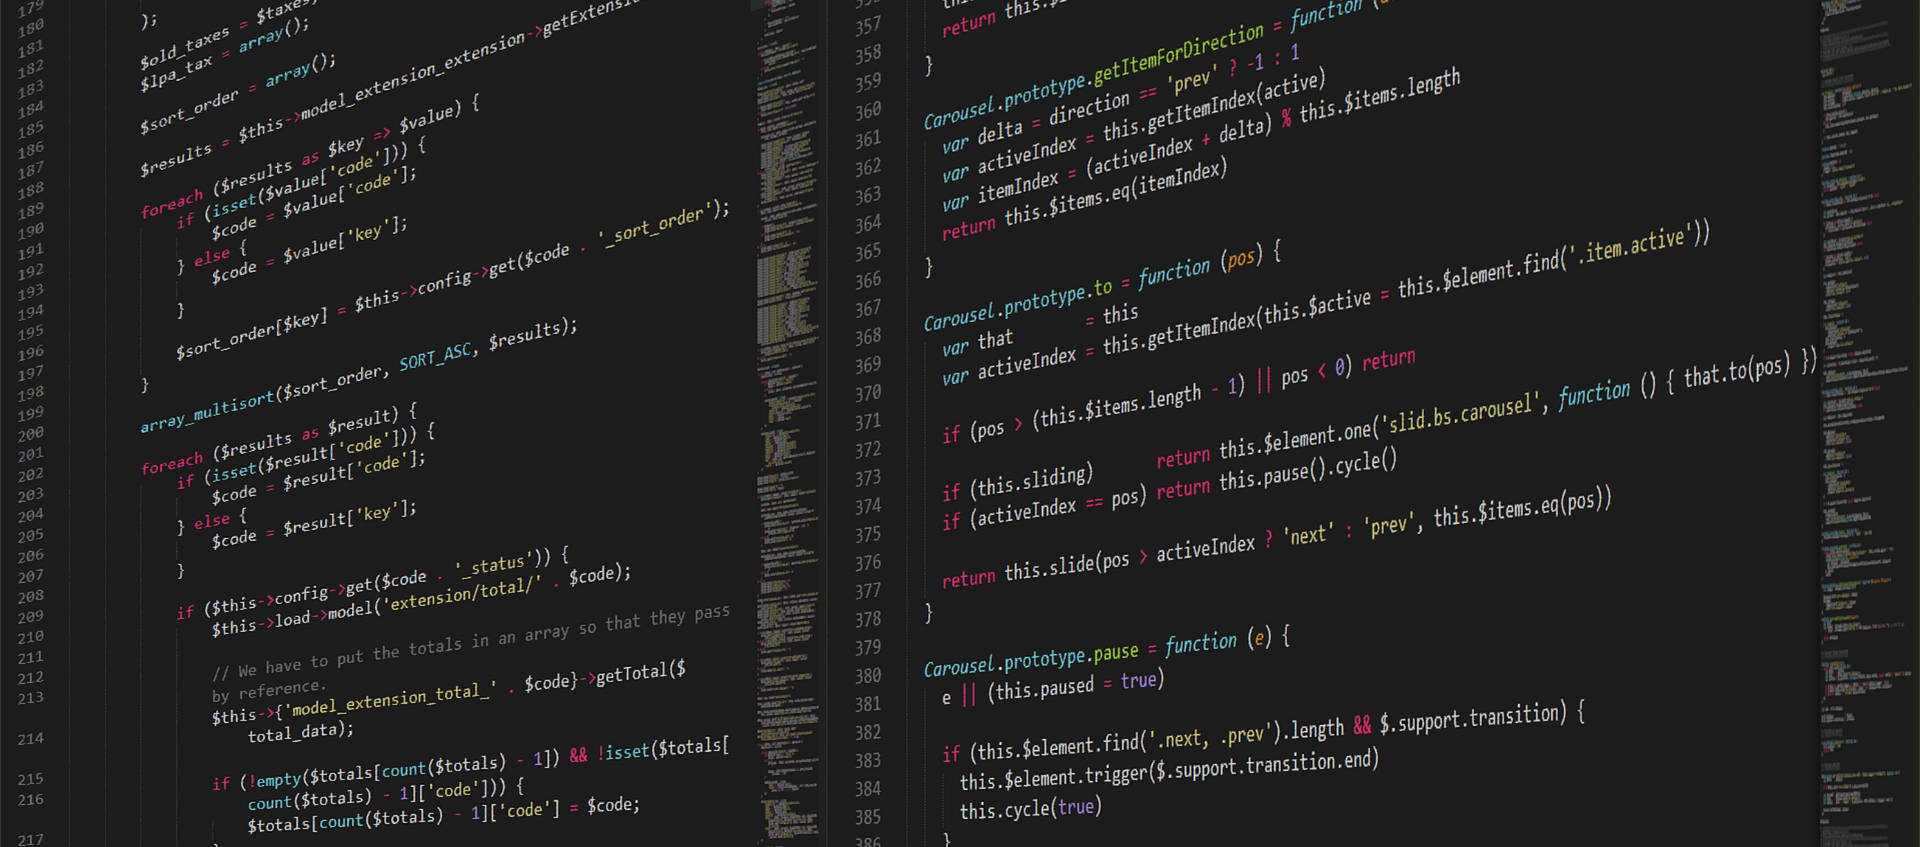 179
);
180
$old_taxes = $taxes;
181
$lpa_tax = array();
182
183
$sort_order = array();
184
185
$results = $this->model_extension_extension->getExtensi
186
187
foreach ($results as $key => $value) {
188
if (isset($value['code'])) {
189
$code = $value['code'];
190
} else {
191
$code = $value['key'];
192
}
193
194
$sort_order[$key] = $this->config->get($code . '_sort_order');
195
196
}
197
198
array_multisort($sort_order, SORT_ASC, $results);
199
200
foreach ($results as $result) {
201
if (isset($result['code'])) {
202
$code = $result['code'];
203
} else {
204
$code = $result['key'];
205
}
206
207
if ($this->config->get($code . '_status')) {
208
$this->load->model('extension/total/' . $code);
209
210
211
// We have to put the totals in an array so that they pass
212
by reference.
213
$this->{'model_extension_total_' . $code}->getTotal($
total_data);
214
215
if (!empty($totals[count($totals) - 1]) && !isset($totals[
count($totals) - 1]['code'])) {
216
$totals[count($totals) - 1]['code'] = $code;
217
return this.$i
357
}
358
359
Carousel.prototype.getItemForDirection = function (
360
var delta = direction == 'prev' ? -1 : 1
361
var activeIndex = this.getItemIndex(active)
362
var itemIndex = (activeIndex + delta) % this.$items.length
363
return this.$items.eq(itemIndex)
364
}
365
366
Carousel.prototype.to = function (pos) {
367
var that = this
368
var activeIndex = this.getItemIndex(this.$active = this.$element.find('.item.active'))
369
370
if (pos > (this.$items.length - 1) || pos < 0) return
371
372
if (this.sliding) return this.$element.one('slid.bs.carousel', function () { that.to(pos) })
373
if (activeIndex == pos) return this.pause().cycle()
374
375
return this.slide(pos > activeIndex ? 'next' : 'prev', this.$items.eq(pos))
376
}
377
378
Carousel.prototype.pause = function (e) {
379
e || (this.paused = true)
380
381
if (this.$element.find('.next, .prev').length && $.support.transition) {
382
this.$element.trigger($.support.transition.end)
383
this.cycle(true)
384
}
385
386